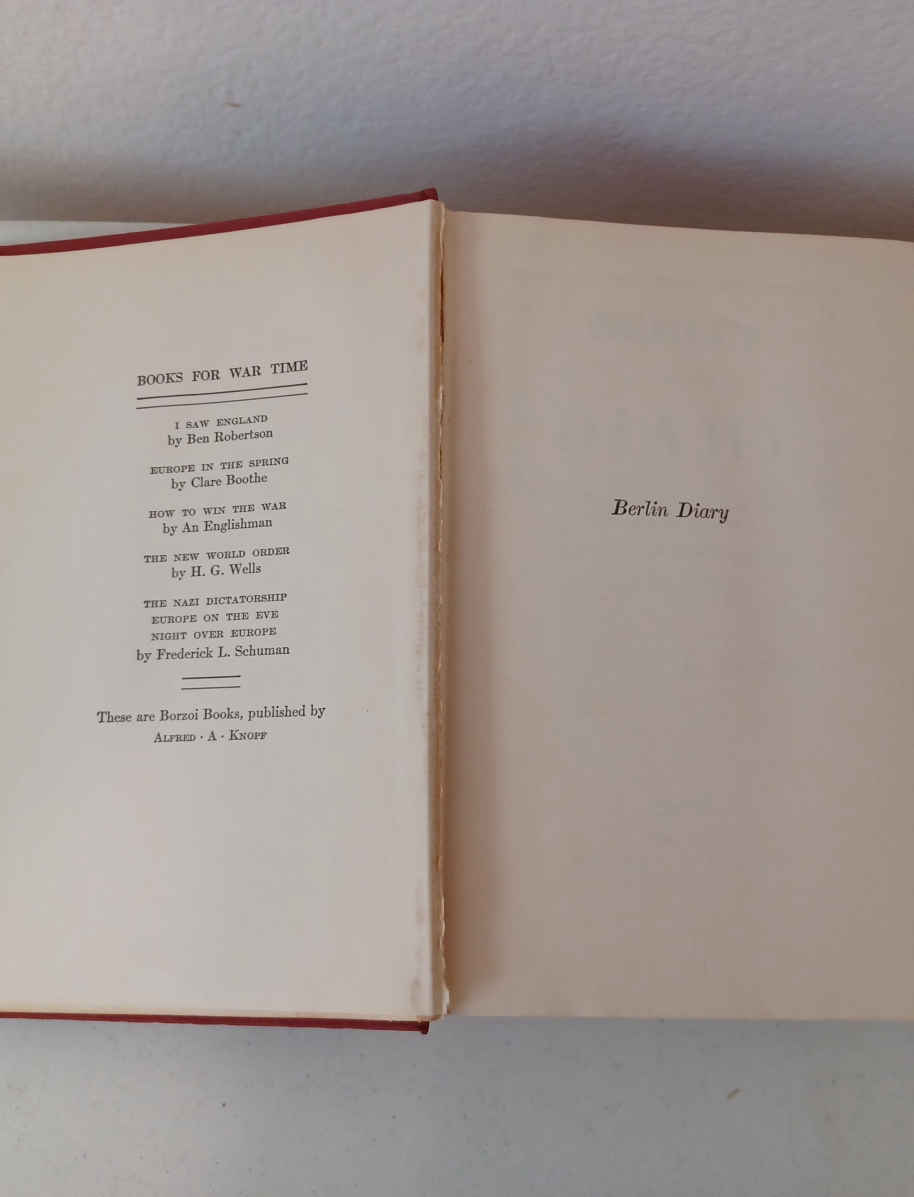 BOOKS FOR WAR TIME
I SAW ENGLAND
by Ben Robertson
EUROPE IN THE SPRING
by Clare Boothe
HOW TO WIN THE WAR
by An Englishman
THE NEW WORLD ORDER
by H. G. Wells
THE NAZI DICTATORSHIP
EUROPE ON THE EVE
NIGHT OVER EUROPE
by Frederick L. Schuman
These are Borzoi Books, published by
ALFRED · A · KNOPF
Berlin Diary